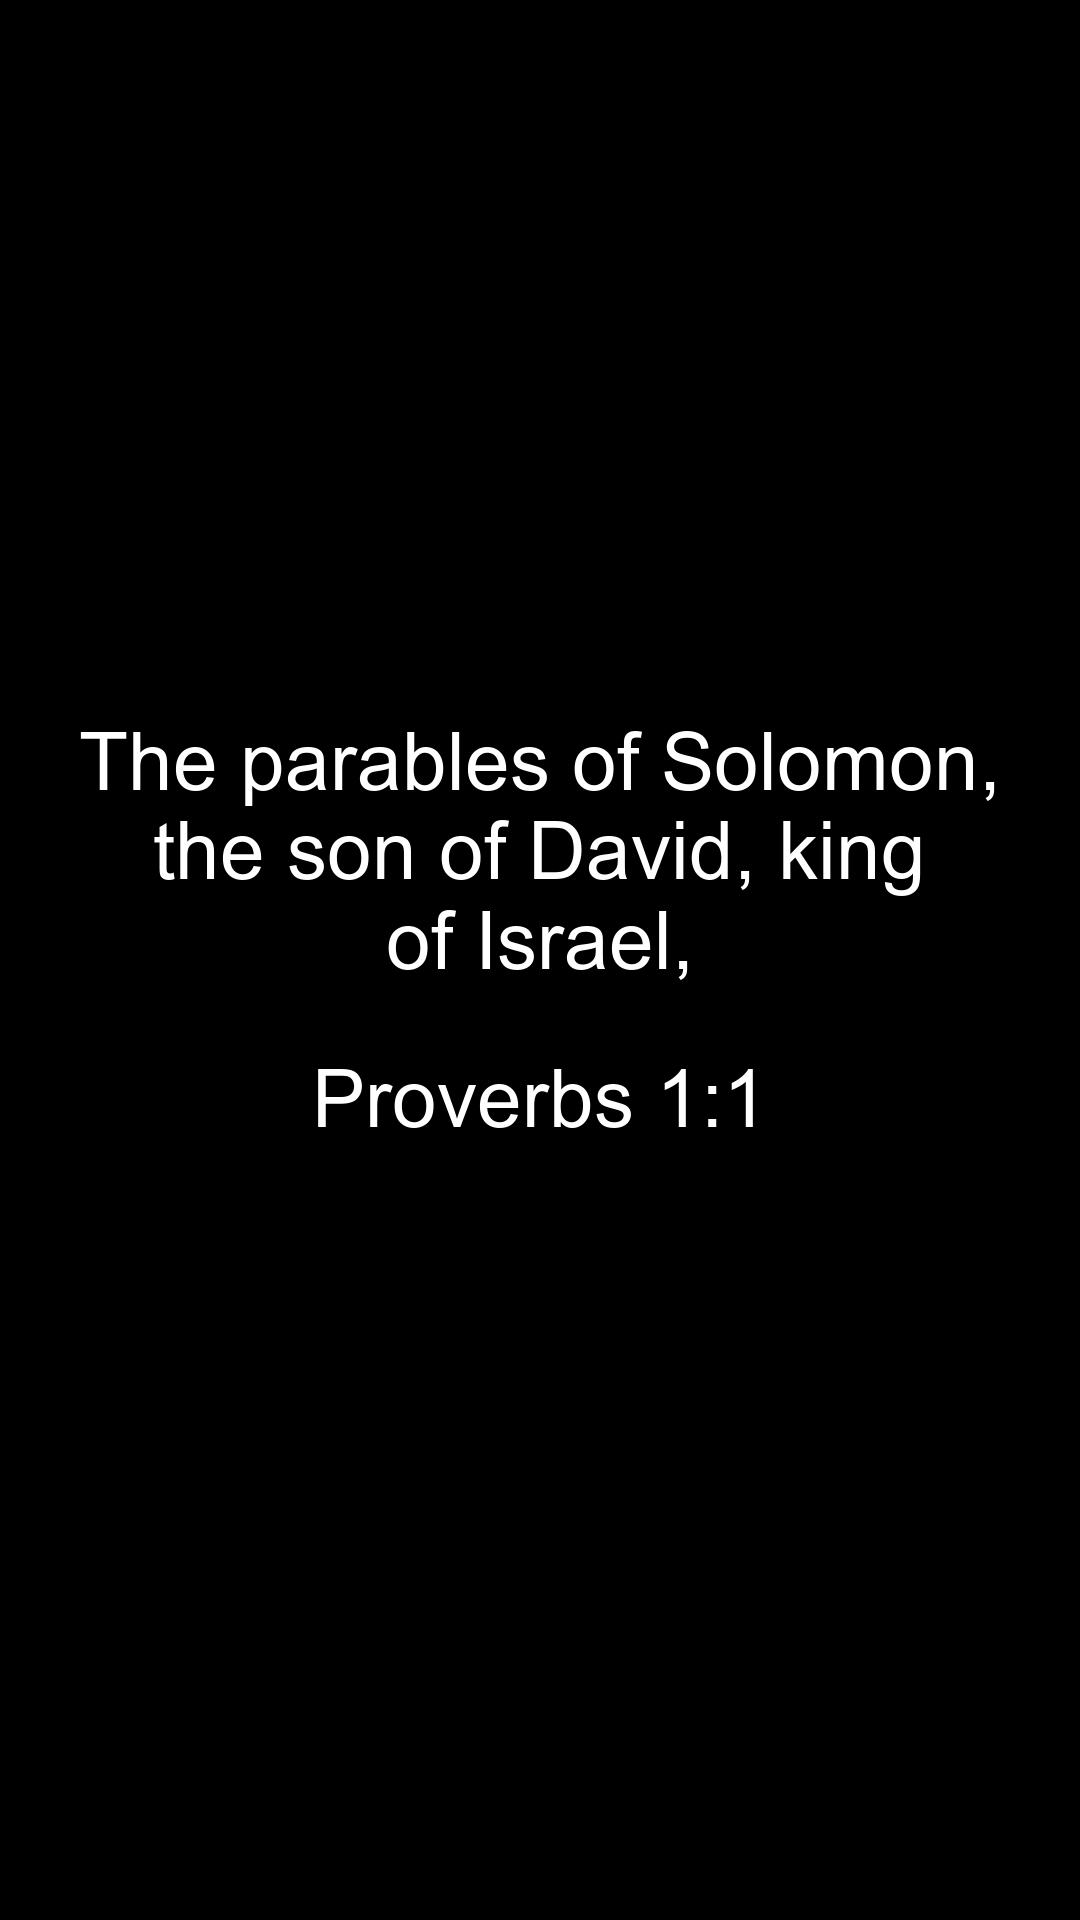 The parables of Solomon,
the son of David, king
of Israel,
Proverbs 1:1